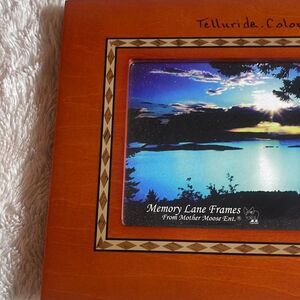 Telluride. Colo
Memory Lane Frames
From Mother Moose Ent.®